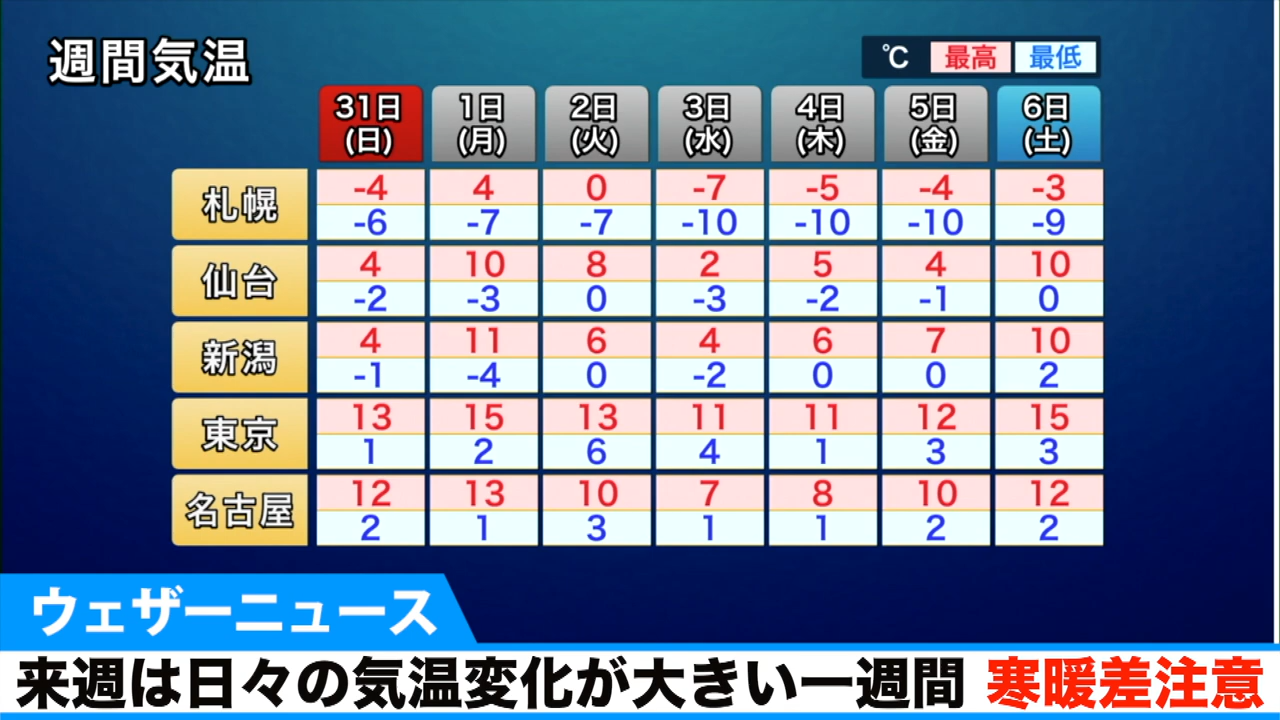 週間気温
℃ 最高 最低
31日 1日 2日 3日 4日 5日 6日
(日) (月) (火) (水) (木) (金) (土)
札幌
-4 4 0 -7 -5 -4 -3
-6 -7 -7 -10 -10 -10 -9
仙台
4 10 8 2 5 4 10
-2 -3 0 -3 -2 -1 0
新潟
4 11 6 4 6 7 10
-1 -4 0 -2 0 0 2
東京
13 15 13 11 11 12 15
1 2 6 4 1 3 3
名古屋
12 13 10 7 8 10 12
2 1 3 1 1 2 2
ウェザーニュース
来週は日々の気温変化が大きい一週間 寒暖差注意